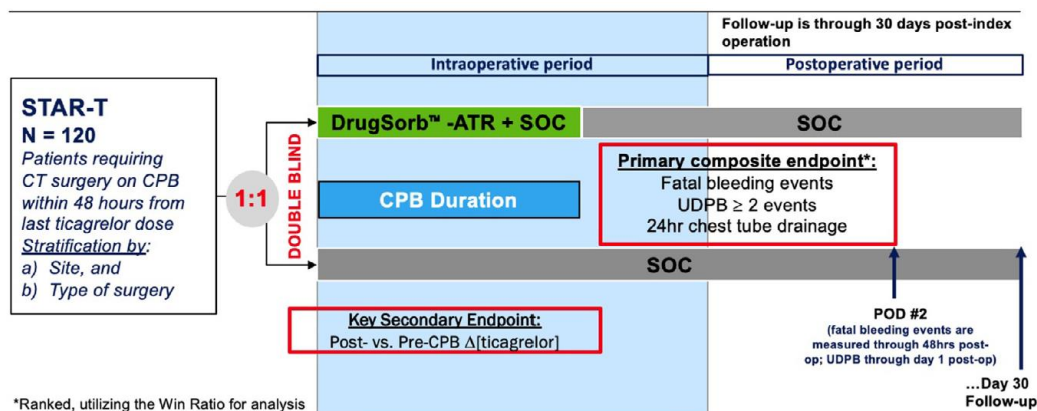 Follow-up is through 30 days post-index
operation
Intraoperative period
Postoperative period
STAR-T
N = 120
Patients requiring
CT surgery on CPB
within 48 hours from
last ticagrelor dose
Stratification by:
a) Site, and
b) Type of surgery
1:1
DOUBLE BLIND
DrugSorb™ -ATR + SOC
SOC
CPB Duration
Primary composite endpoint*:
Fatal bleeding events
UDPB ≥ 2 events
24hr chest tube drainage
SOC
Key Secondary Endpoint:
Post- vs. Pre-CPB Δ[ticagrelor]
POD #2
(fatal bleeding events are
measured through 48hrs post-
op; UDPB through day 1 post-op)
...Day 30
Follow-up
*Ranked, utilizing the Win Ratio for analysis